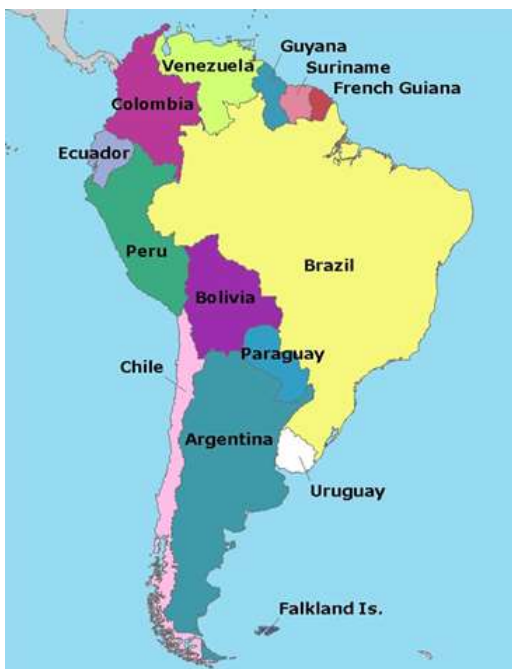 Guyana
Suriname
French Guiana
Venezuela
Colombia
Ecuador
Peru
Brazil
Bolivia
Paraguay
Chile
Argentina
Uruguay
Falkland Is.